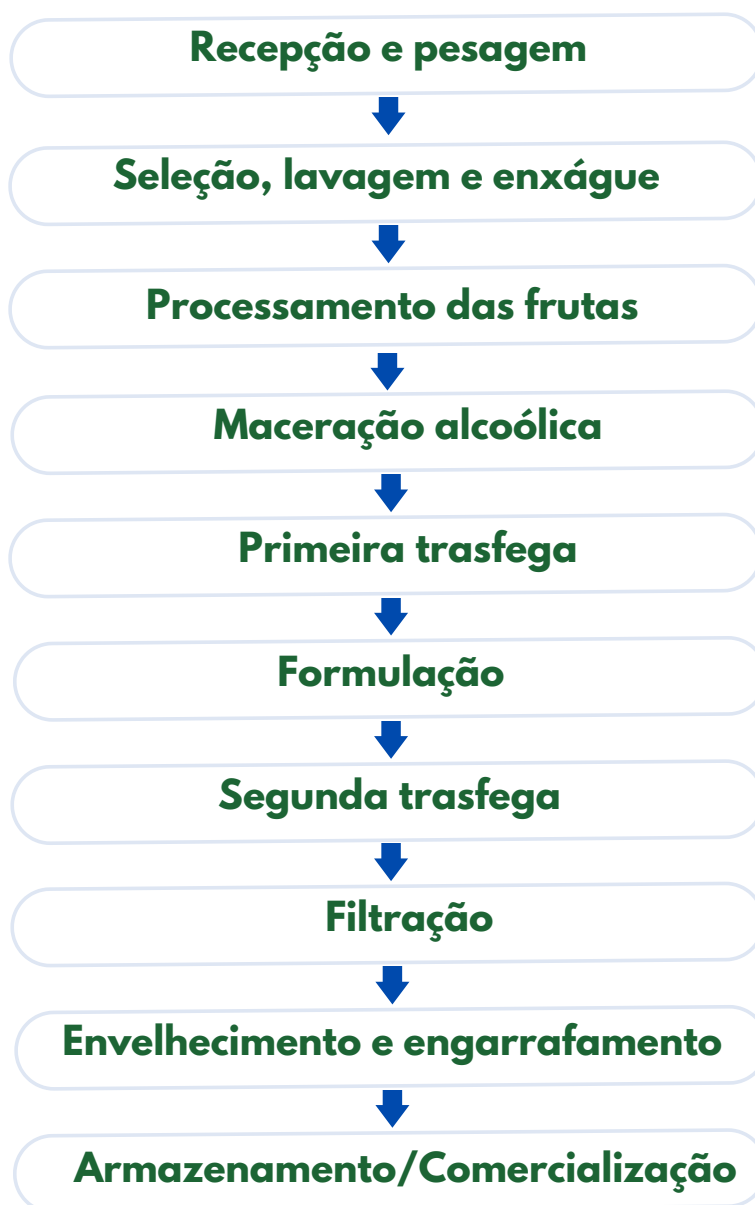 Recepção e pesagem
Seleção, lavagem e enxágue
Processamento das frutas
Maceração alcoólica
Primeira trasfega
Formulação
Segunda trasfega
Filtração
Envelhecimento e engarrafamento
Armazenamento/Comercialização